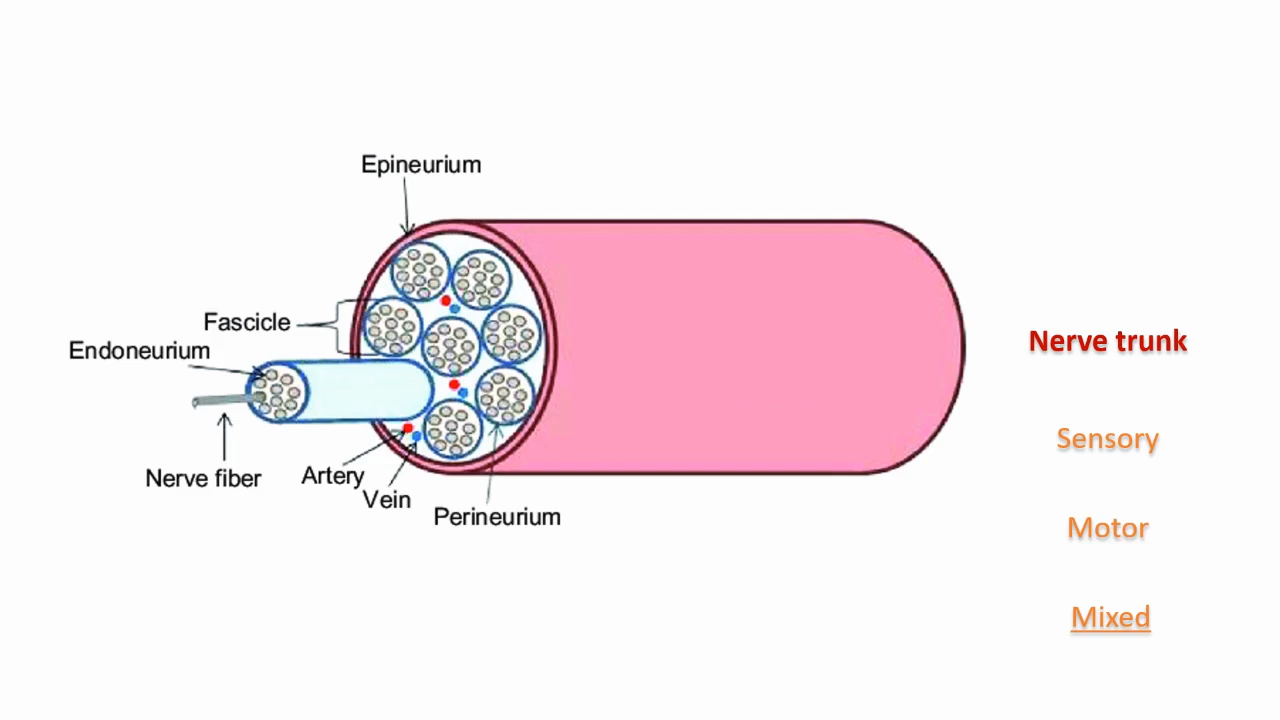 Epineurium
Fascicle
Endoneurium
Nerve fiber
Artery
Vein
Perineurium
Nerve trunk
Sensory
Motor
Mixed